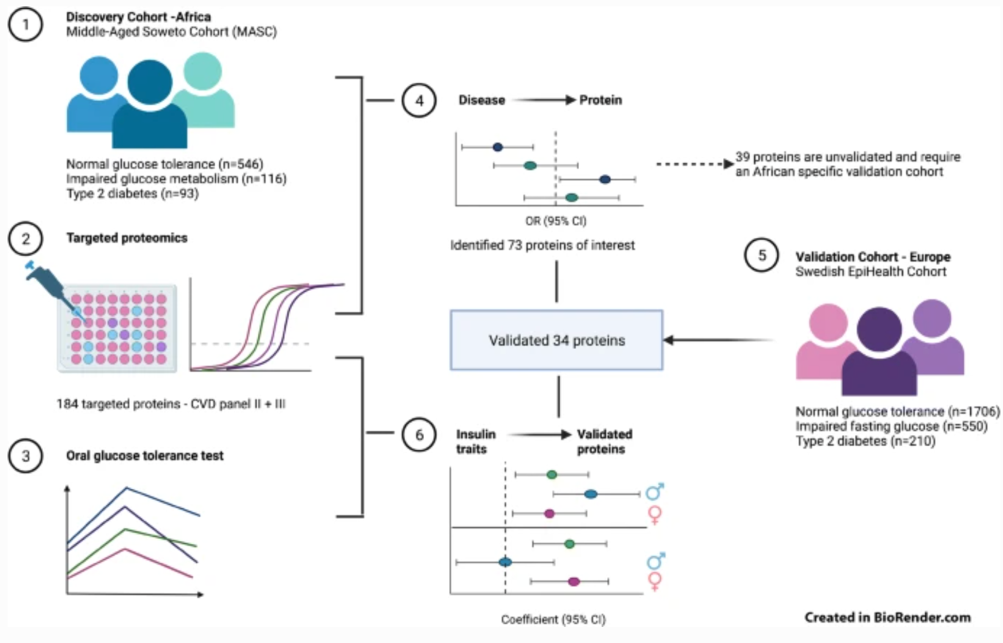 1
Discovery Cohort -Africa
Middle-Aged Soweto Cohort (MASC)
Normal glucose tolerance (n=546)
Impaired glucose metabolism (n=116)
Type 2 diabetes (n=93)
2
Targeted proteomics
184 targeted proteins - CVD panel II + III
3
Oral glucose tolerance test
4
Disease
Protein
OR (95% CI)
Identified 73 proteins of interest
39 proteins are unvalidated and require
an African specific validation cohort
5
Validation Cohort - Europe
Swedish EpiHealth Cohort
Normal glucose tolerance (n=1706)
Impaired fasting glucose (n=550)
Type 2 diabetes (n=210)
Validated 34 proteins
6
Insulin
traits
Validated
proteins
♂
♀
♂
♀
Coefficient (95% CI)
Created in BioRender.com